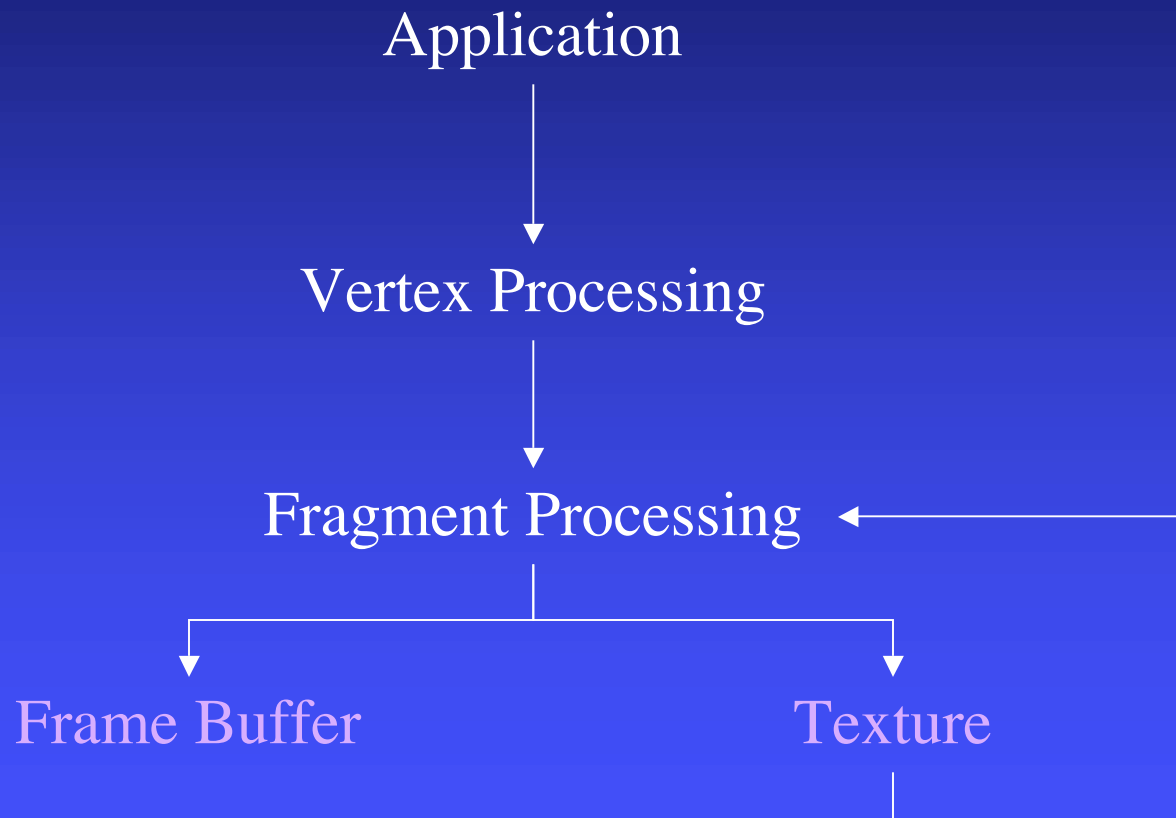 Application
Vertex Processing
Fragment Processing
Frame Buffer
Texture